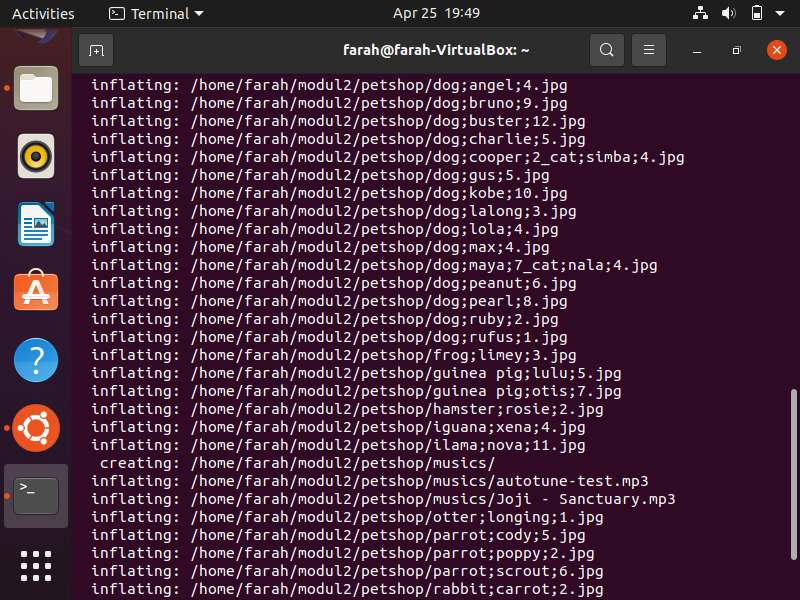 Activities Terminal Apr 25 19:49
farah@farah-VirtualBox: ~
inflating: /home/farah/modul2/petshop/dog;angel;4.jpg
inflating: /home/farah/modul2/petshop/dog;bruno;9.jpg
inflating: /home/farah/modul2/petshop/dog;buster;12.jpg
inflating: /home/farah/modul2/petshop/dog;charlie;5.jpg
inflating: /home/farah/modul2/petshop/dog;cooper;2_cat;simba;4.jpg
inflating: /home/farah/modul2/petshop/dog;gus;5.jpg
inflating: /home/farah/modul2/petshop/dog;kobe;10.jpg
inflating: /home/farah/modul2/petshop/dog;lalong;3.jpg
inflating: /home/farah/modul2/petshop/dog;lola;4.jpg
inflating: /home/farah/modul2/petshop/dog;max;4.jpg
inflating: /home/farah/modul2/petshop/dog;maya;7_cat;nala;4.jpg
inflating: /home/farah/modul2/petshop/dog;peanut;6.jpg
inflating: /home/farah/modul2/petshop/dog;pearl;8.jpg
inflating: /home/farah/modul2/petshop/dog;ruby;2.jpg
inflating: /home/farah/modul2/petshop/dog;rufus;1.jpg
inflating: /home/farah/modul2/petshop/frog;limey;3.jpg
inflating: /home/farah/modul2/petshop/guinea pig;lulu;5.jpg
inflating: /home/farah/modul2/petshop/guinea pig;otis;7.jpg
inflating: /home/farah/modul2/petshop/hamster;rosie;2.jpg
inflating: /home/farah/modul2/petshop/iguana;xena;4.jpg
inflating: /home/farah/modul2/petshop/ilama;nova;11.jpg
creating: /home/farah/modul2/petshop/musics/
inflating: /home/farah/modul2/petshop/musics/autotune-test.mp3
inflating: /home/farah/modul2/petshop/musics/Joji - Sanctuary.mp3
inflating: /home/farah/modul2/petshop/otter;longing;1.jpg
inflating: /home/farah/modul2/petshop/parrot;cody;5.jpg
inflating: /home/farah/modul2/petshop/parrot;poppy;2.jpg
inflating: /home/farah/modul2/petshop/parrot;scrout;6.jpg
inflating: /home/farah/modul2/petshop/rabbit;carrot;2.jpg